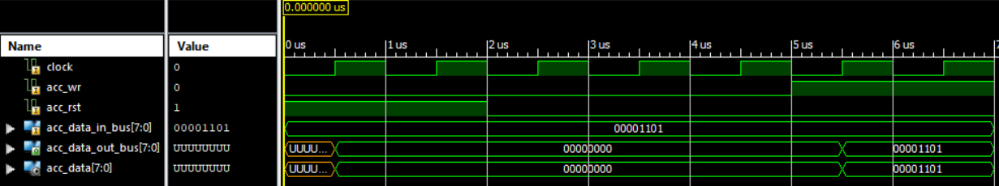 0.000000 us
Name Value
0 us 1 us 2 us 3 us 4 us 5 us 6 us 7
clock 0
acc_wr 0
acc_rst 1
acc_data_in_bus[7:0] 00001101 00001101
acc_data_out_bus[7:0] UUUUUUUU UUUU... 00000000 00001101
acc_data[7:0] UUUUUUUU UUUU... 00000000 00001101